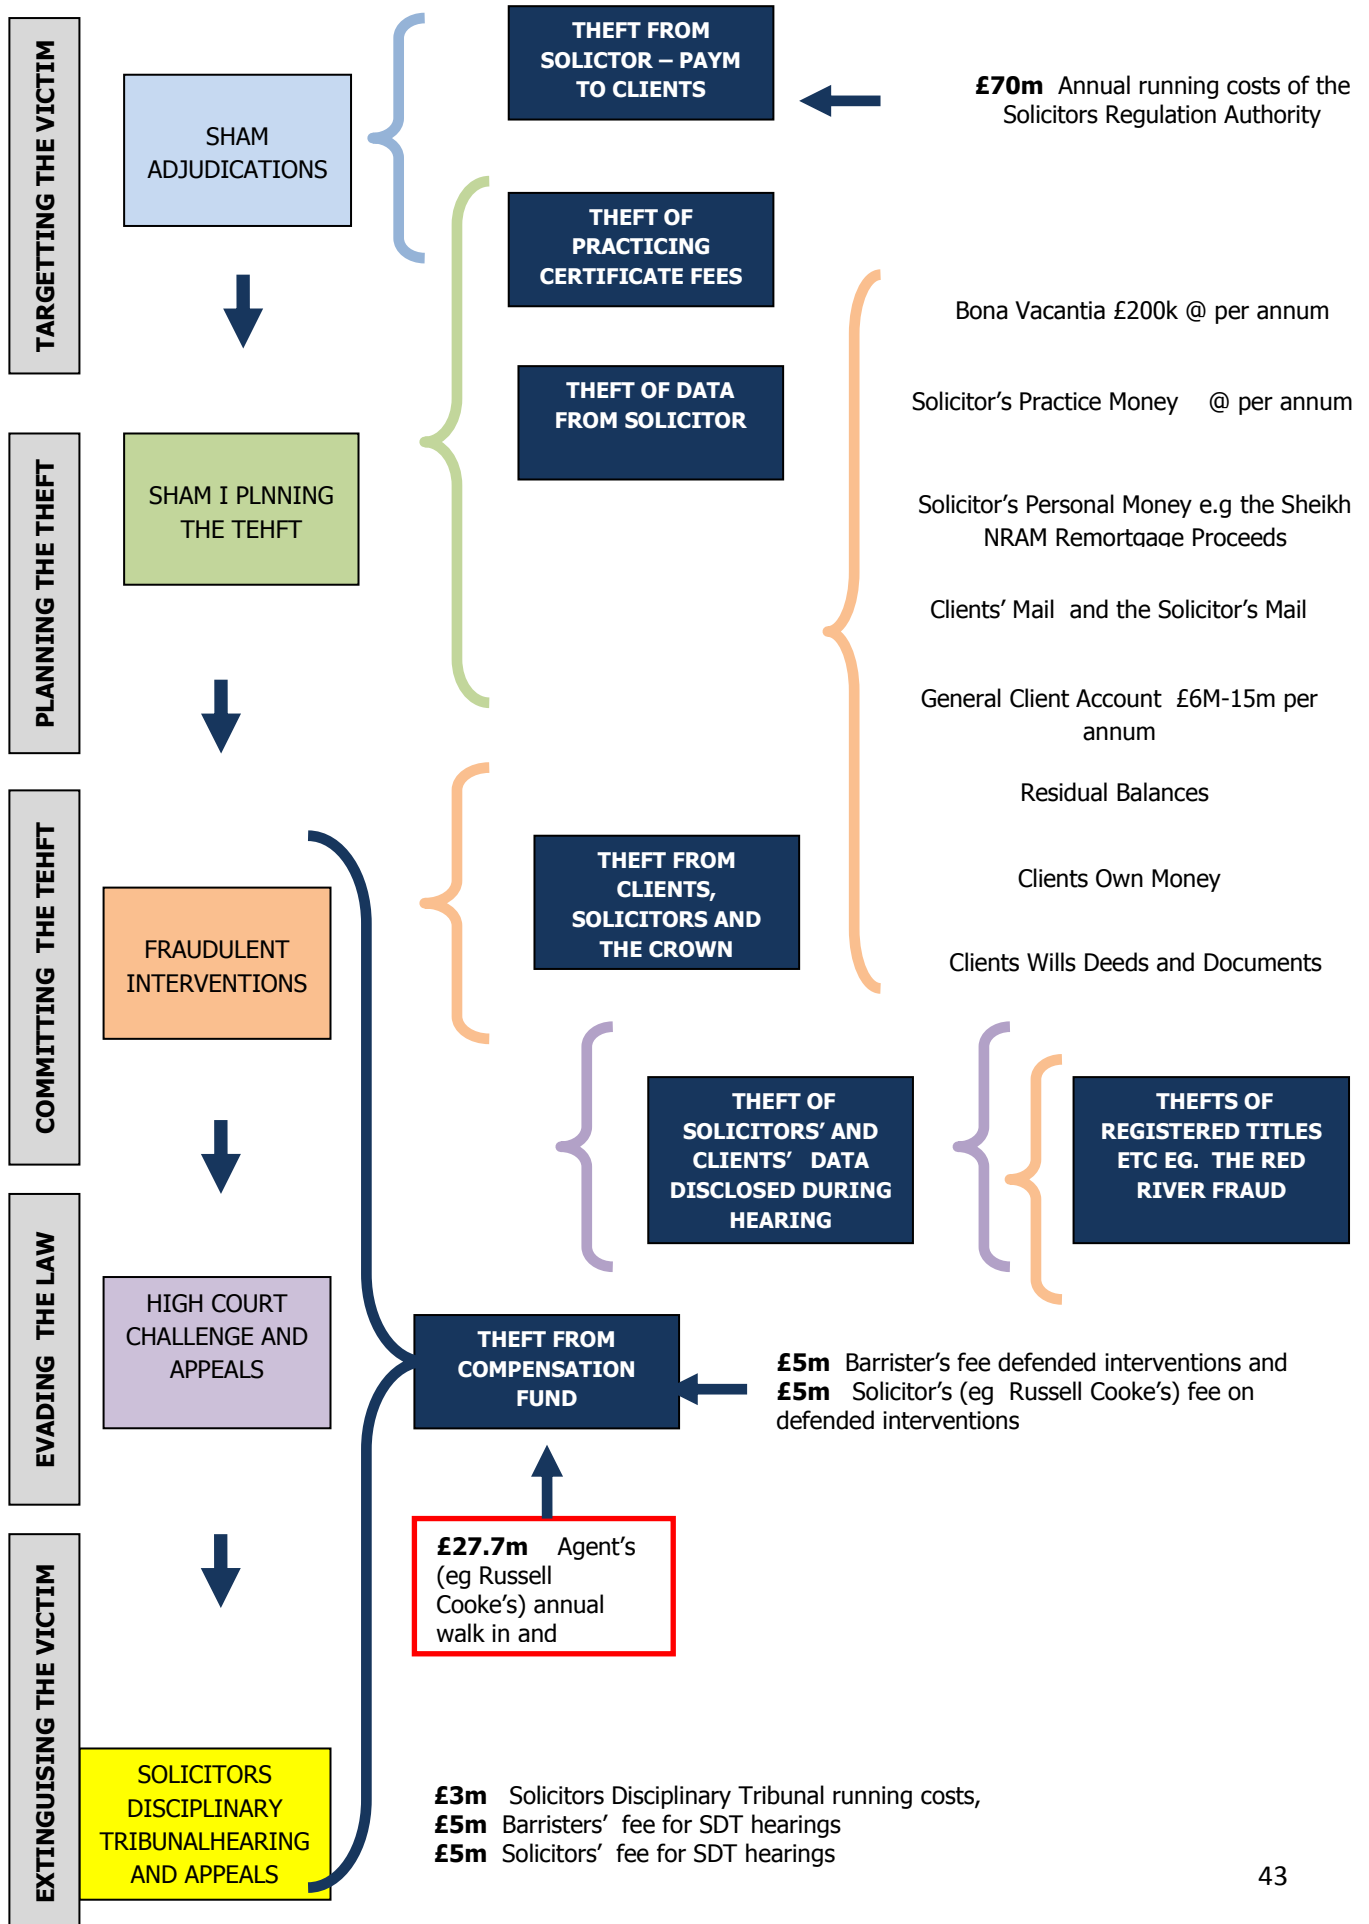 TARGETTING THE VICTIM
SHAM
ADJUDICATIONS
THEFT FROM
SOLICTOR – PAYM
TO CLIENTS
£70m  Annual running costs of the
Solicitors Regulation Authority
THEFT OF
PRACTICING
CERTIFICATE FEES
THEFT OF DATA
FROM SOLICITOR
PLANNING THE THEFT
SHAM I PLNNING
THE TEHFT
Bona Vacantia £200k @ per annum
Solicitor’s Practice Money    @ per annum
Solicitor’s Personal Money e.g the Sheikh
NRAM Remortgage Proceeds
Clients’ Mail  and the Solicitor’s Mail
General Client Account  £6M-15m per
annum
Residual Balances
Clients Own Money
Clients Wills Deeds and Documents
COMMITTING  THE TEHFT
FRAUDULENT
INTERVENTIONS
THEFT FROM
CLIENTS,
SOLICITORS AND
THE CROWN
THEFT OF
SOLICITORS’ AND
CLIENTS’   DATA
DISCLOSED DURING
HEARING
THEFTS OF
REGISTERED TITLES
ETC EG.  THE RED
RIVER FRAUD
EVADING  THE LAW
HIGH COURT
CHALLENGE AND
APPEALS
THEFT FROM
COMPENSATION
FUND
£5m  Barrister’s fee defended interventions and
£5m   Solicitor’s (eg  Russell Cooke’s) fee on
defended interventions
£27.7m    Agent’s
(eg Russell
Cooke’s) annual
walk in and
EXTINGUISING THE VICTIM
SOLICITORS
DISCIPLINARY
TRIBUNALHEARING
AND APPEALS
£3m   Solicitors Disciplinary Tribunal running costs,
£5m  Barristers’  fee for SDT hearings
£5m  Solicitors’  fee for SDT hearings
43